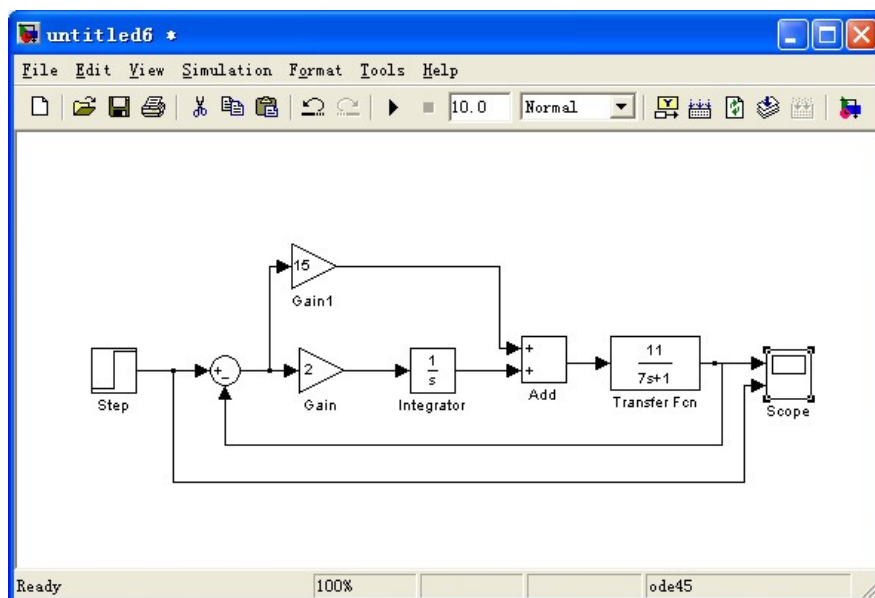 untitled6 *
File Edit View Simulation Format Tools Help
10.0 Normal
15
Gain1
Step
+
-
2
Gain
1
s
Integrator
+
+
Add
11
7s+1
Transfer Fcn
Scope
Ready 100% ode45